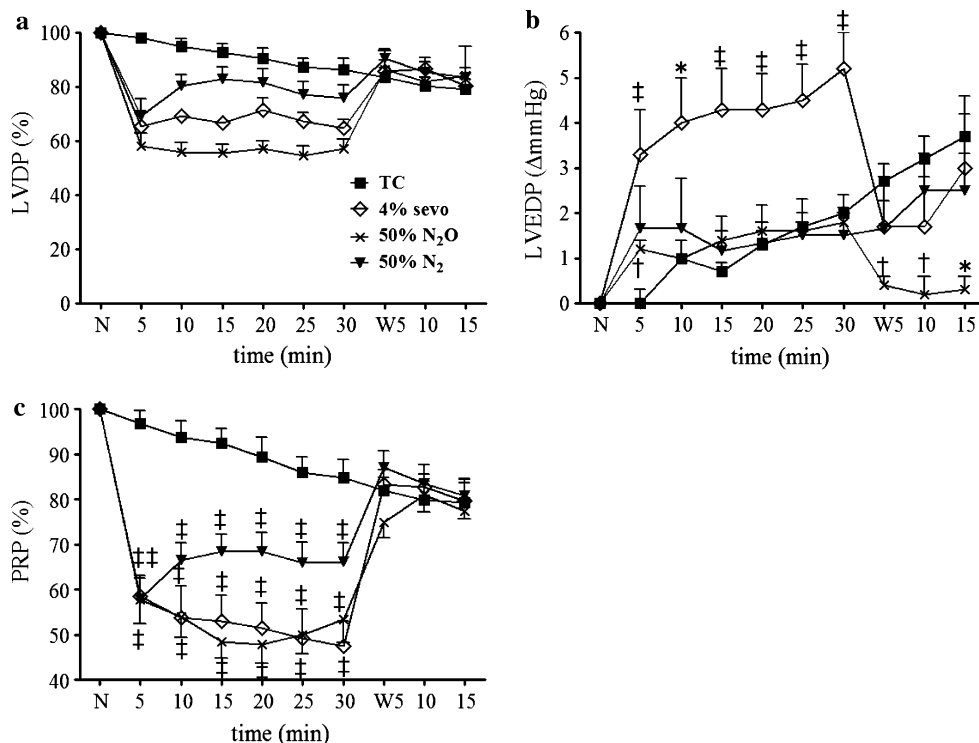 a
LVDP (%)
100
80
60
40
20
0
TC
4% sevo
50% N₂O
50% N₂
N 5 10 15 20 25 30 W5 10 15
time (min)
b
LVEDP (ΔmmHg)
6
5
4
3
2
1
0
‡ * ‡ ‡ ‡ ‡
† † † *
N 5 10 15 20 25 30 W5 10 15
time (min)
c
PRP (%)
100
90
80
70
60
50
40
‡ ‡ ‡ ‡ ‡
‡‡ ‡ ‡ ‡ ‡ ‡
‡ ‡ ‡ ‡ ‡ ‡
N 5 10 15 20 25 30 W5 10 15
time (min)